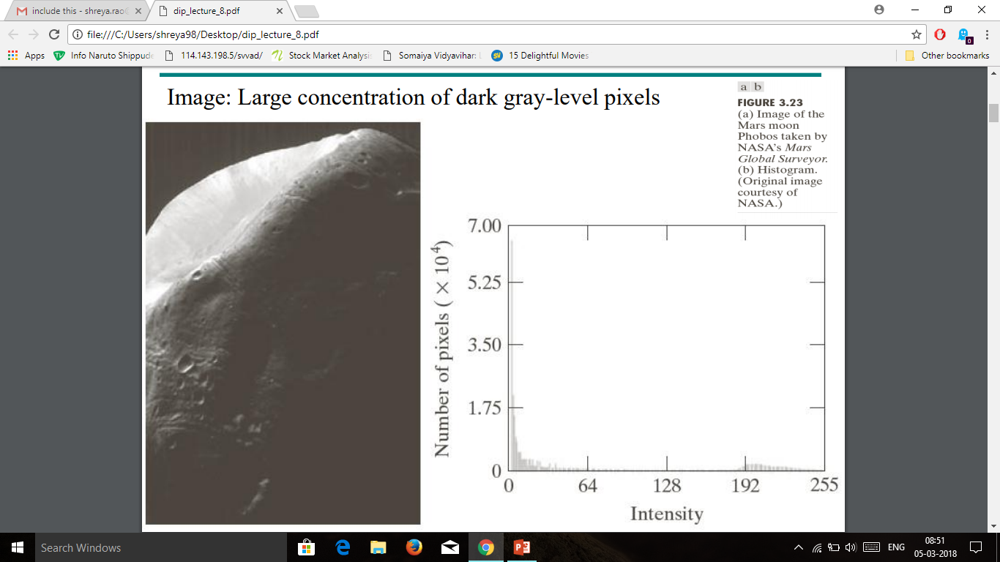 include this - shreya.rao@
dip_lecture_8.pdf
file:///C:/Users/shreya98/Desktop/dip_lecture_8.pdf
0
Apps
Info Naruto Shippude
114.143.198.5/svvad/
Stock Market Analysi
Somaiya Vidyavihar: L
15 Delightful Movies
Other bookmarks
Image: Large concentration of dark gray-level pixels
a b
FIGURE 3.23
(a) Image of the
Mars moon
Phobos taken by
NASA's Mars
Global Surveyor.
(b) Histogram.
(Original image
courtesy of
NASA.)
Number of pixels ( × 10⁴)
7.00
5.25
3.50
1.75
0
0 64 128 192 255
Intensity
Search Windows
ENG
08:51
05-03-2018